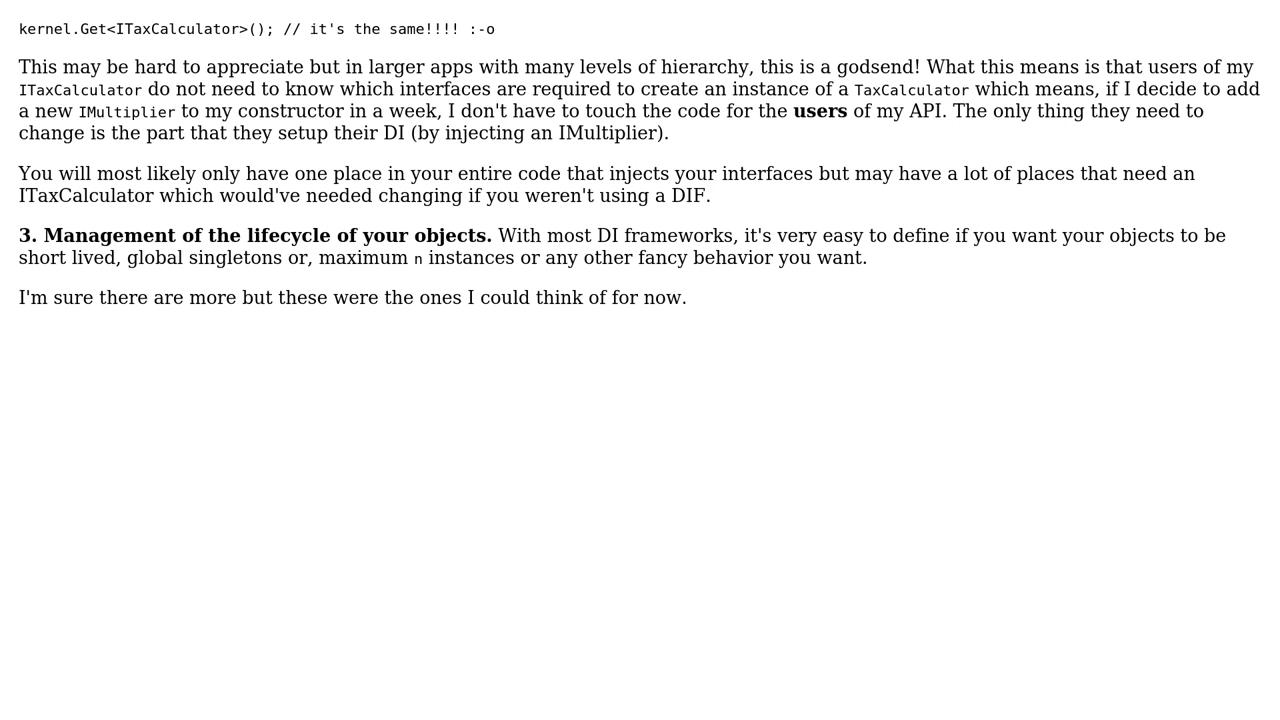 kernel.Get<ITaxCalculator>(); // it's the same!!!! :-o
This may be hard to appreciate but in larger apps with many levels of hierarchy, this is a godsend! What this means is that users of my
ITaxCalculator do not need to know which interfaces are required to create an instance of a TaxCalculator which means, if I decide to add
a new IMultiplier to my constructor in a week, I don't have to touch the code for the users of my API. The only thing they need to
change is the part that they setup their DI (by injecting an IMultiplier).
You will most likely only have one place in your entire code that injects your interfaces but may have a lot of places that need an
ITaxCalculator which would've needed changing if you weren't using a DIF.
3. Management of the lifecycle of your objects. With most DI frameworks, it's very easy to define if you want your objects to be
short lived, global singletons or, maximum n instances or any other fancy behavior you want.
I'm sure there are more but these were the ones I could think of for now.